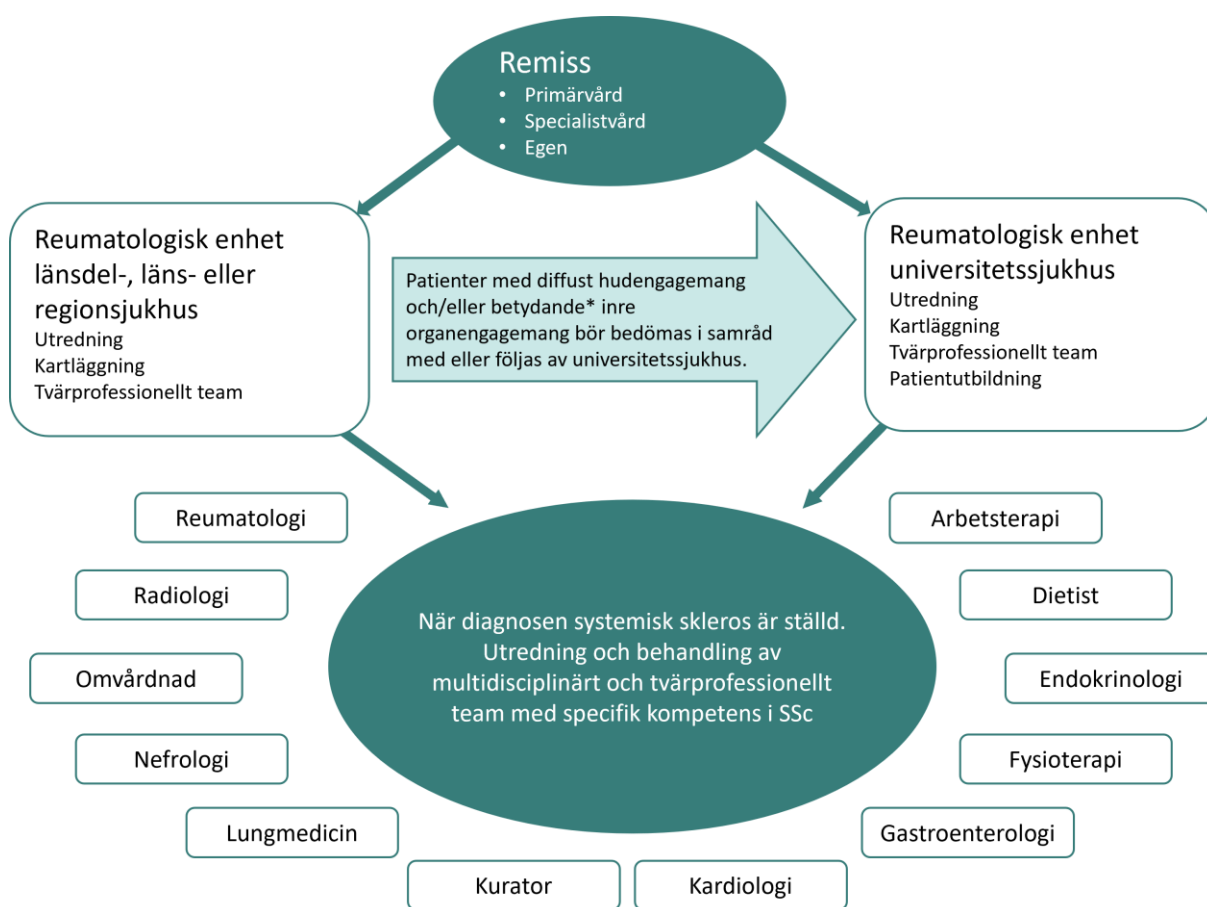 Remiss
• Primärvård
• Specialistvård
• Egen
Reumatologisk enhet
länsdel-, läns- eller
regionsjukhus
Utredning
Kartläggning
Tvärprofessionellt team
Patienter med diffust hudengagemang
och/eller betydande* inre
organengagemang bör bedömas i samråd
med eller följas av universitetssjukhus.
Reumatologisk enhet
universitetssjukhus
Utredning
Kartläggning
Tvärprofessionellt team
Patientutbildning
När diagnosen systemisk skleros är ställd.
Utredning och behandling av
multidisciplinärt och tvärprofessionellt
team med specifik kompetens i SSc
Reumatologi
Radiologi
Omvårdnad
Nefrologi
Lungmedicin
Kurator
Kardiologi
Gastroenterologi
Fysioterapi
Endokrinologi
Dietist
Arbetsterapi